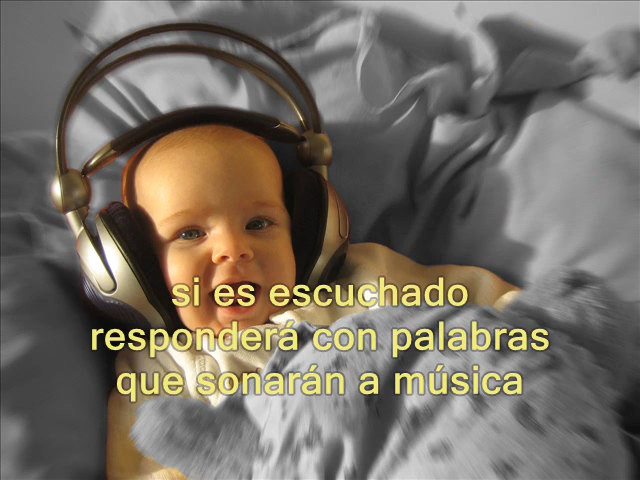 si es escuchado
responderá con palabras
que sonarán a música